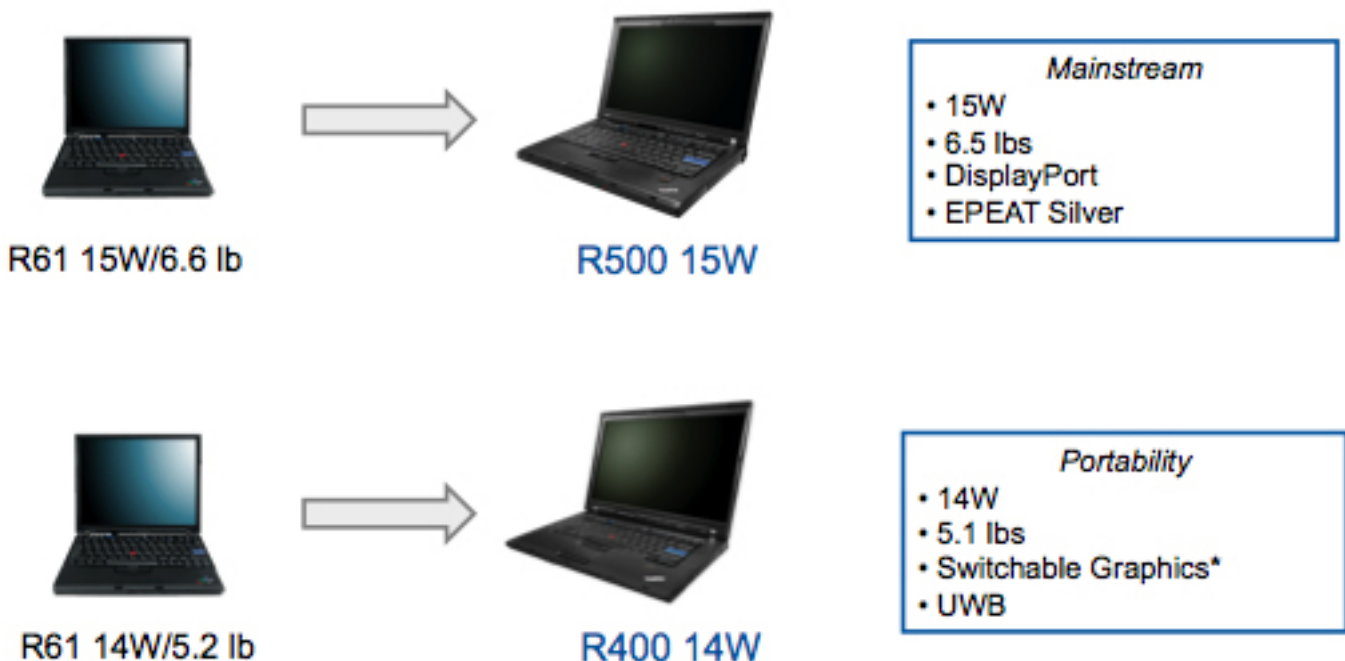 Mainstream
• 15W
• 6.5 lbs
• DisplayPort
• EPEAT Silver
R61 15W/6.6 lb
R500 15W
Portability
• 14W
• 5.1 lbs
• Switchable Graphics*
• UWB
R61 14W/5.2 lb
R400 14W